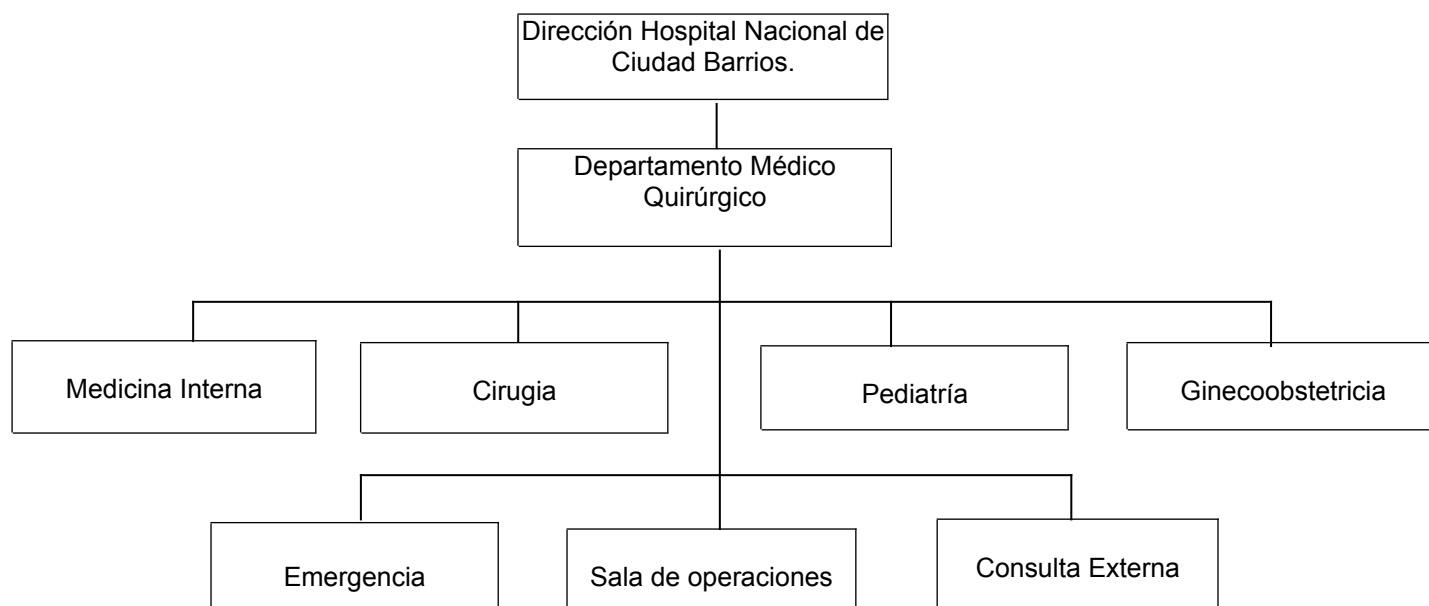 Dirección Hospital Nacional de
Ciudad Barrios.
Departamento Médico
Quirúrgico
Medicina Interna
Cirugia
Pediatría
Ginecoobstetricia
Emergencia
Sala de operaciones
Consulta Externa